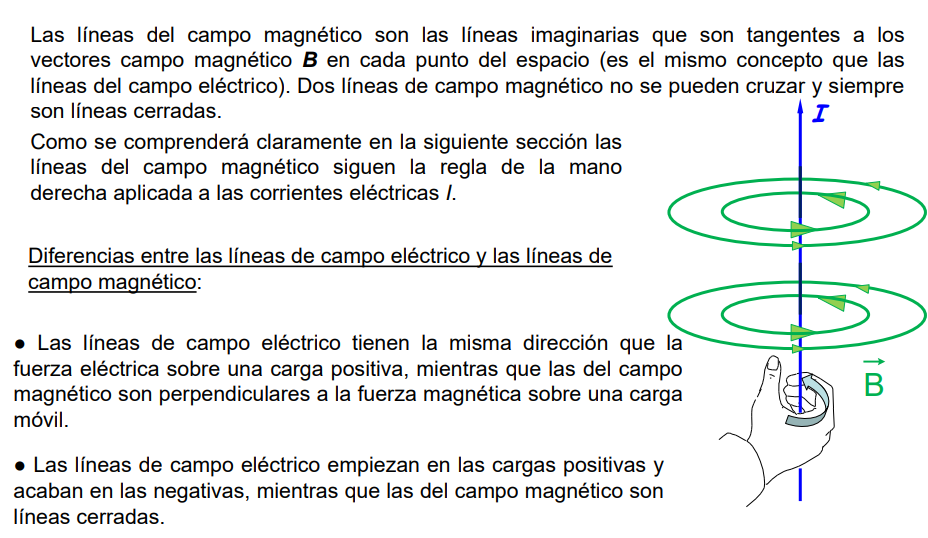 Las líneas del campo magnético son las líneas imaginarias que son tangentes a los
vectores campo magnético B en cada punto del espacio (es el mismo concepto que las
líneas del campo eléctrico). Dos líneas de campo magnético no se pueden cruzar y siempre
son líneas cerradas.
I
Como se comprenderá claramente en la siguiente sección las
líneas del campo magnético siguen la regla de la mano
derecha aplicada a las corrientes eléctricas I.
Diferencias entre las líneas de campo eléctrico y las líneas de
campo magnético:
● Las líneas de campo eléctrico tienen la misma dirección que la
fuerza eléctrica sobre una carga positiva, mientras que las del campo
magnético son perpendiculares a la fuerza magnética sobre una carga
móvil.
B
● Las líneas de campo eléctrico empiezan en las cargas positivas y
acaban en las negativas, mientras que las del campo magnético son
líneas cerradas.